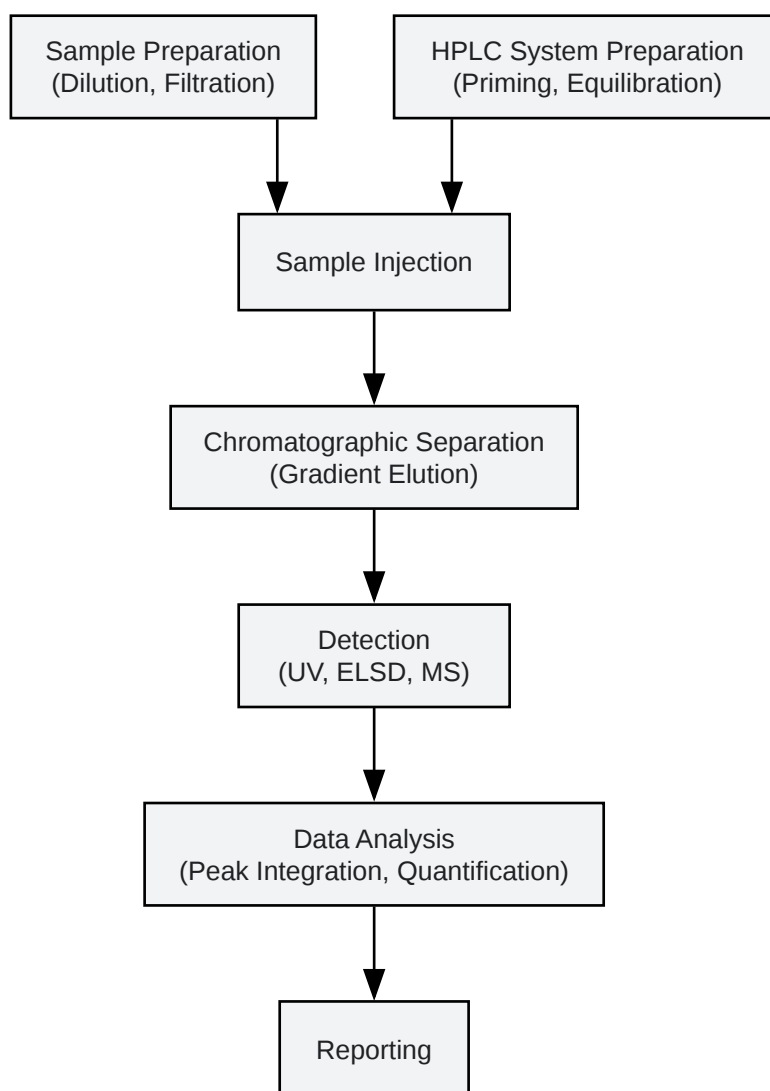 Sample Preparation
(Dilution, Filtration)
HPLC System Preparation
(Priming, Equilibration)
Sample Injection
Chromatographic Separation
(Gradient Elution)
Detection
(UV, ELSD, MS)
Data Analysis
(Peak Integration, Quantification)
Reporting